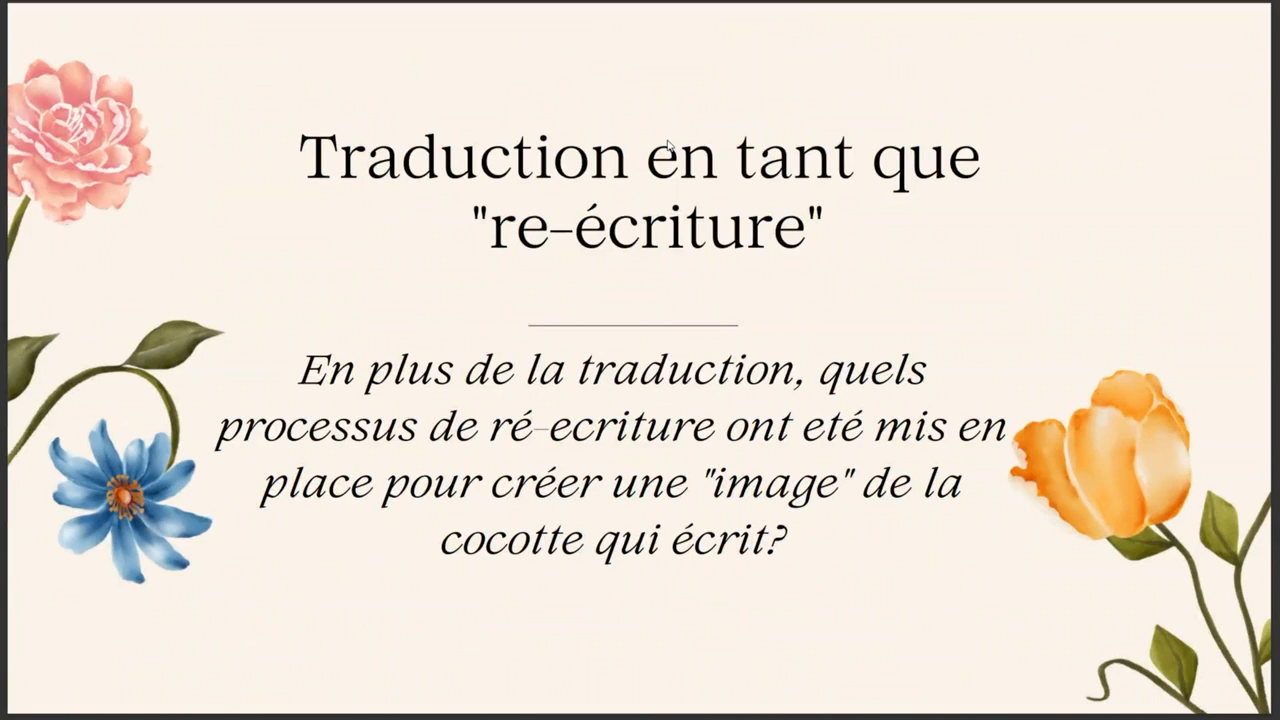 Traduction en tant que
"re-écriture"
En plus de la traduction, quels
processus de ré-ecriture ont eté mis en
place pour créer une "image" de la
cocotte qui écrit?